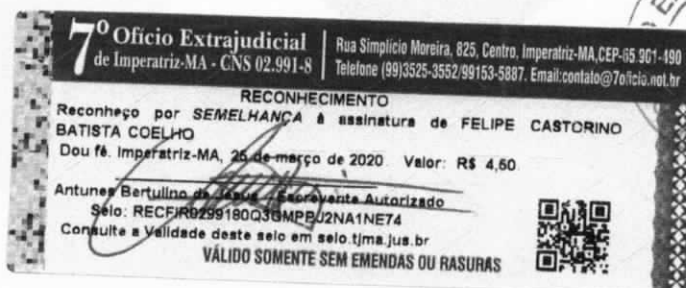 7º Ofício Extrajudicial
de Imperatriz-MA - CNS 02.991-8
Rua Simplício Moreira, 825, Centro, Imperatriz-MA,CEP-65.901-490
Telefone (99)3525-3552/99153-5887. Email:contato@7oficio.not.br
RECONHECIMENTO
Reconheço por SEMELHANÇA à assinatura de FELIPE CASTORINO
BATISTA COELHO
Dou fé. Imperatriz-MA, 25 de março de 2020. Valor: R$ 4,60.
Antunes Bertulino de Jesus - Escrevente Autorizado
Selo:
Consulte a Validade deste selo em selo.tjma.jus.br
VÁLIDO SOMENTE SEM EMENDAS OU RASURAS